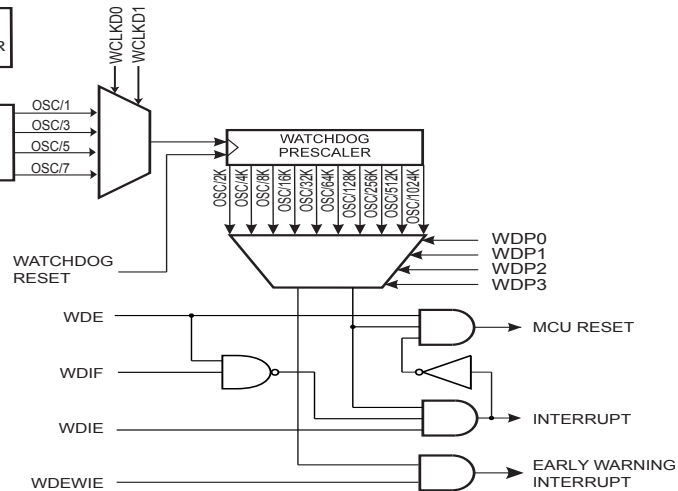 R
WCLKD0
WCLKD1
OSC/1
OSC/3
OSC/5
OSC/7
WATCHDOG
PRESCALER
OSC/2K
OSC/4K
OSC/8K
OSC/16K
OSC/32K
OSC/64K
OSC/128K
OSC/256K
OSC/512K
OSC/1024K
WATCHDOG
RESET
WDP0
WDP1
WDP2
WDP3
WDE
MCU RESET
WDIF
WDIE
INTERRUPT
WDEWIE
EARLY WARNING
INTERRUPT